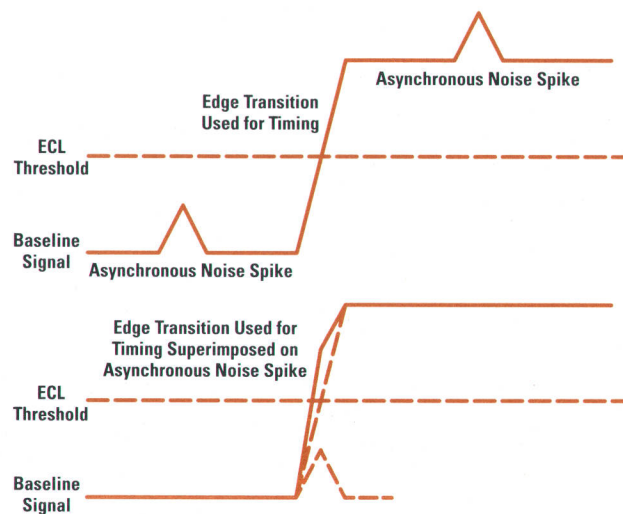 Asynchronous Noise Spike
Edge Transition
Used for Timing
ECL
Threshold
Baseline
Signal
Asynchronous Noise Spike
Edge Transition Used for
Timing Superimposed on
Asynchronous Noise Spike
ECL
Threshold
Baseline
Signal